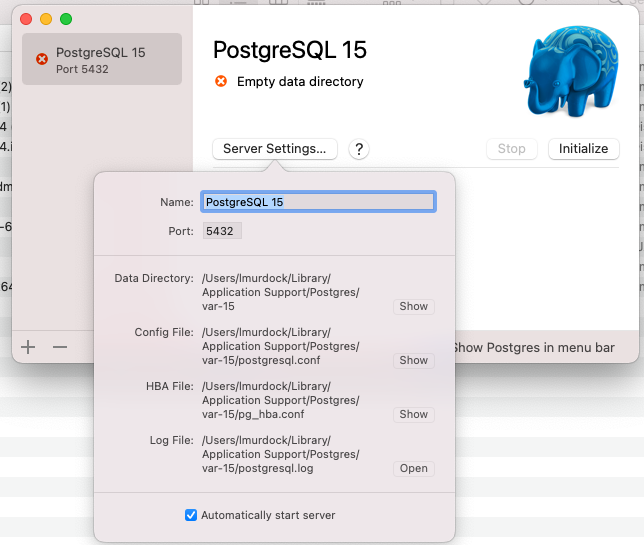 PostgreSQL 15
Port 5432
PostgreSQL 15
Empty data directory
Server Settings...
?
Stop
Initialize
Name:
PostgreSQL 15
Port:
5432
Data Directory:
/Users/lmurdock/Library/
Application Support/Postgres/
var-15
Show
Config File:
/Users/lmurdock/Library/
Application Support/Postgres/
var-15/postgresql.conf
Show
HBA File:
/Users/lmurdock/Library/
Application Support/Postgres/
var-15/pg_hba.conf
Show
Log File:
/Users/lmurdock/Library/
Application Support/Postgres/
var-15/postgresql.log
Open
Automatically start server
Show Postgres in menu bar